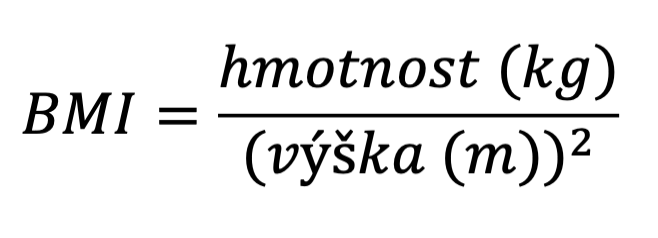 BMI = hmotnost (kg)
(výška (m))²